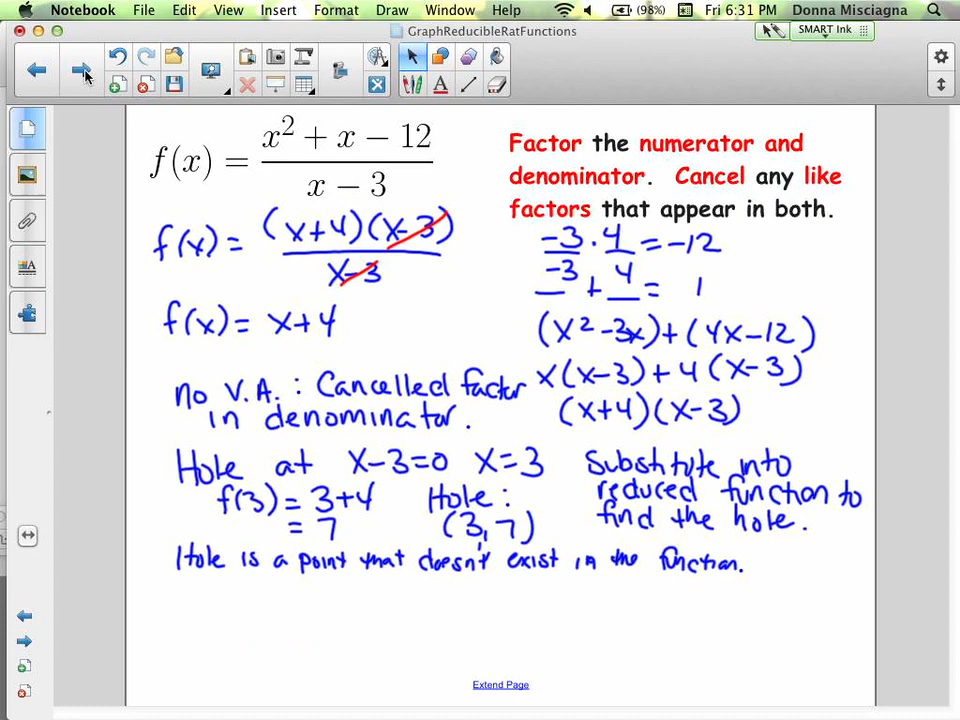 Notebook File Edit View Insert Format Draw Window Help (98%) Fri 6:31 PM Donna Misciagna
GraphReducibleRatFunctions
SMART Ink
f(x) = (x² + x − 12)/(x − 3)
Factor the numerator and
denominator. Cancel any like
factors that appear in both.
f(x) = (x+4)(x-3)/(x-3)
-3 · 4 = -12
-3 + 4 = 1
f(x) = x+4
(x² -3x)+(4x-12)
x(x-3)+4(x-3)
(x+4)(x-3)
no V.A. : Cancelled factor
in denominator.
Hole at x-3=0 x=3
f(3) = 3+4
= 7
Hole :
(3,7)
Substitute into
reduced function to
find the hole.
Hole is a point that doesn't exist in the function.
Extend Page